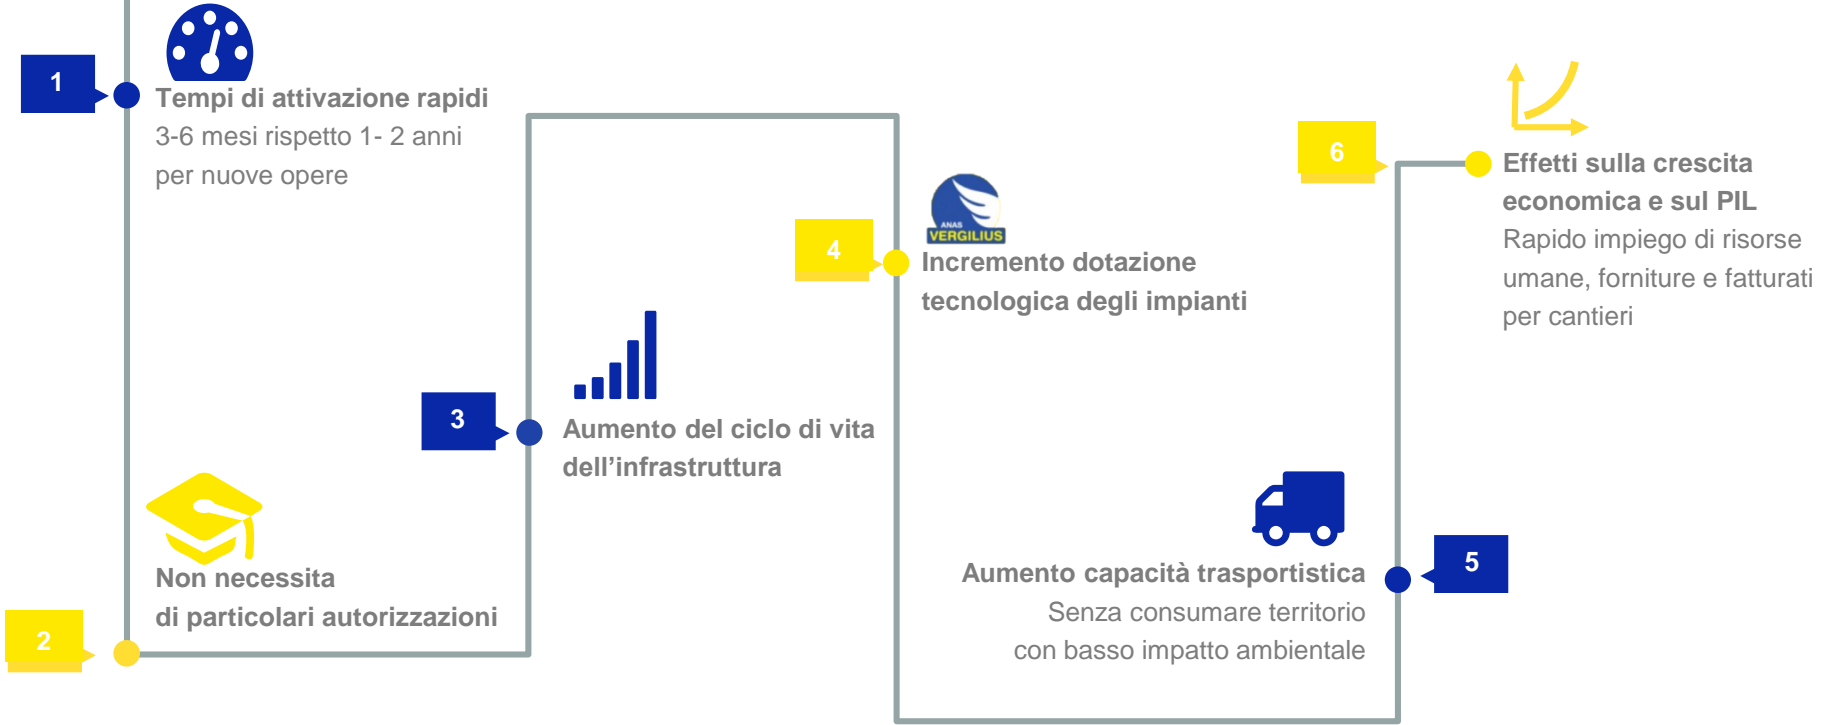 1
Tempi di attivazione rapidi
3-6 mesi rispetto 1- 2 anni
per nuove opere
2
Non necessita
di particolari autorizzazioni
3
Aumento del ciclo di vita
dell’infrastruttura
4
ANAS
VERGILIUS
Incremento dotazione
tecnologica degli impianti
5
Aumento capacità trasportistica
Senza consumare territorio
con basso impatto ambientale
6
Effetti sulla crescita
economica e sul PIL
Rapido impiego di risorse
umane, forniture e fatturati
per cantieri